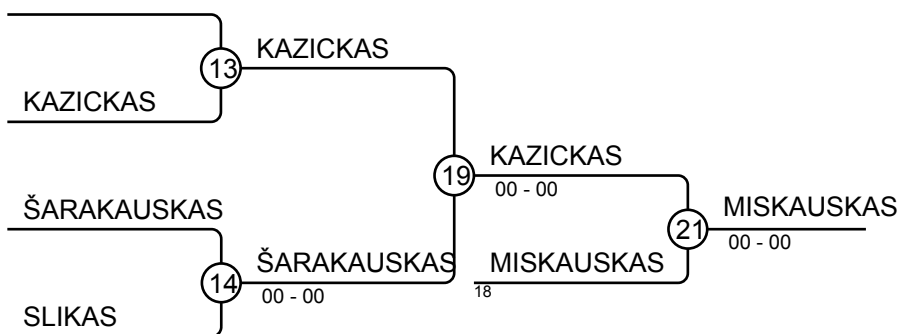 KAZICKAS
13
KAZICKAS
KAZICKAS
19
00 - 00
ŠARAKAUSKAS
MISKAUSKAS
21
00 - 00
ŠARAKAUSKAS
MISKAUSKAS
14
00 - 00
18
SLIKAS